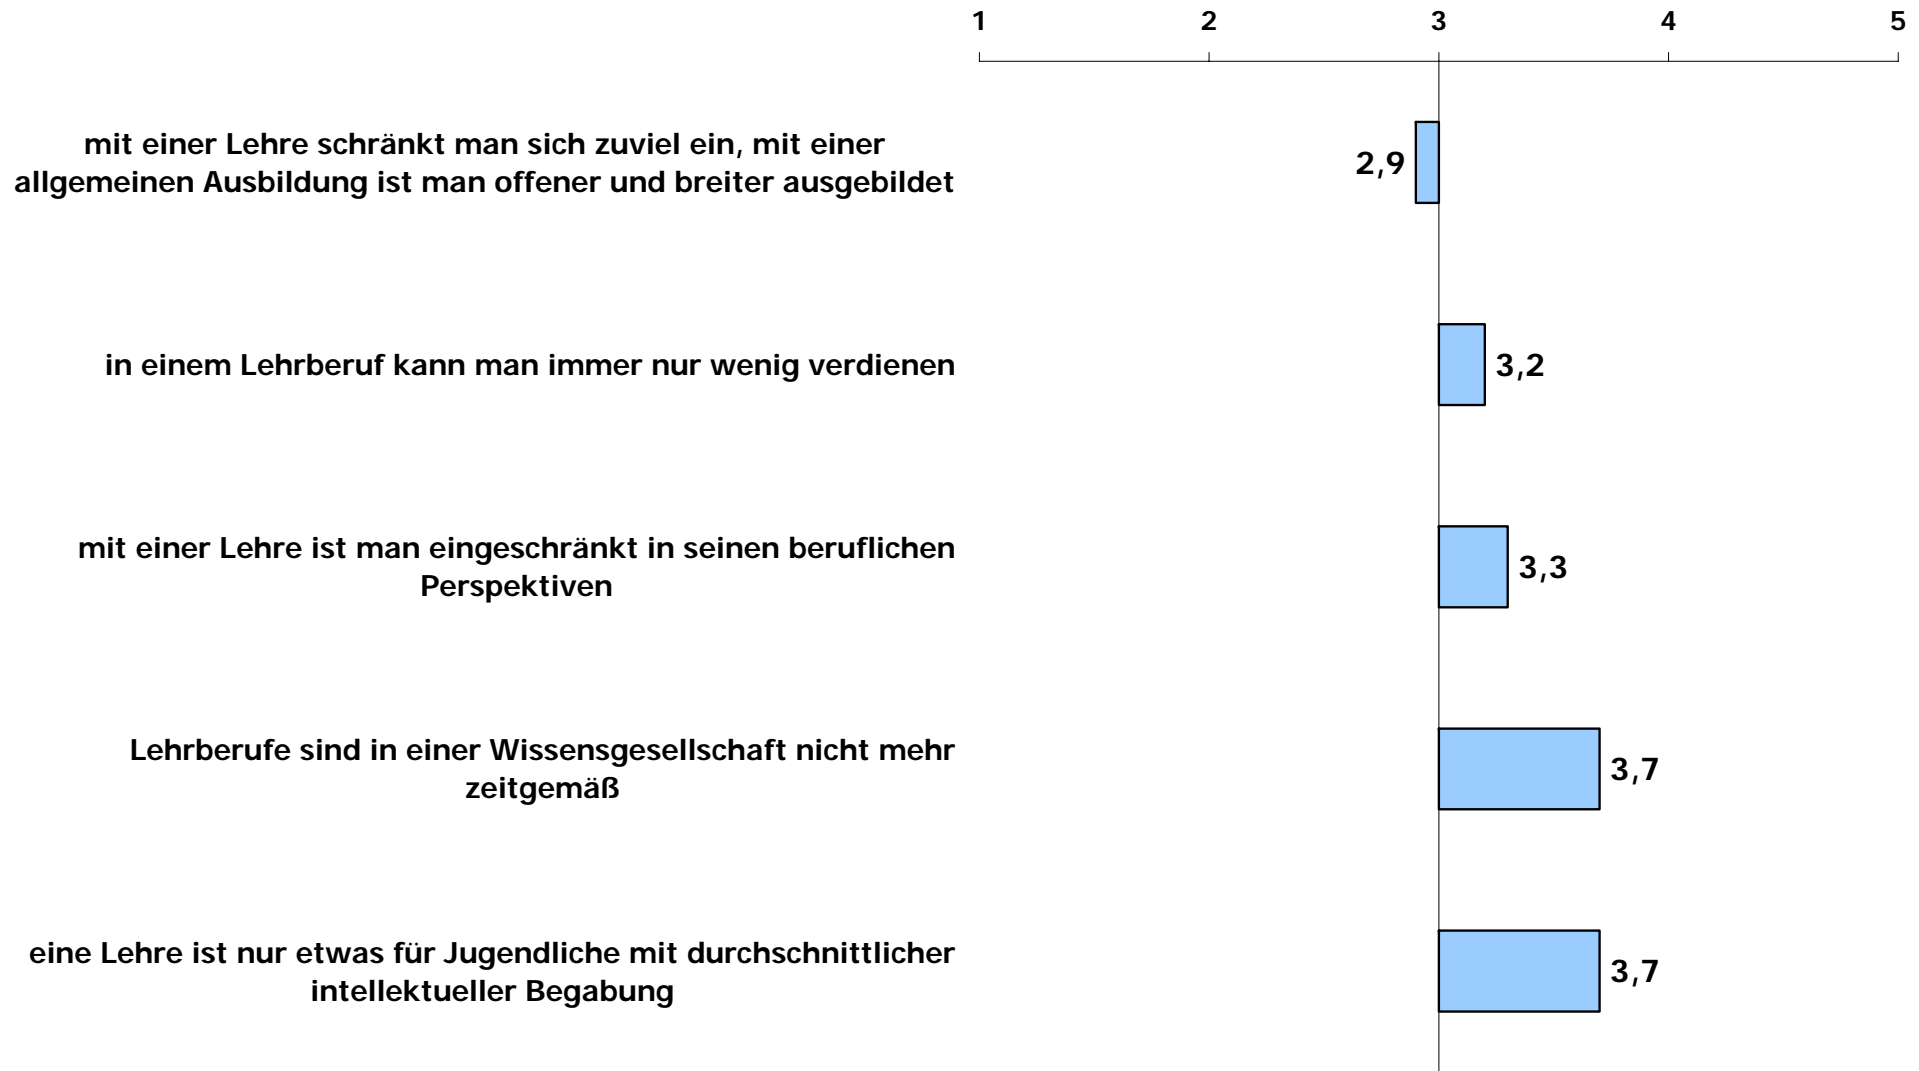 1 2 3 4 5
mit einer Lehre schränkt man sich zuviel ein, mit einer
allgemeinen Ausbildung ist man offener und breiter ausgebildet
2,9
in einem Lehrberuf kann man immer nur wenig verdienen
3,2
mit einer Lehre ist man eingeschränkt in seinen beruflichen
Perspektiven
3,3
Lehrberufe sind in einer Wissensgesellschaft nicht mehr
zeitgemäß
3,7
eine Lehre ist nur etwas für Jugendliche mit durchschnittlicher
intellektueller Begabung
3,7